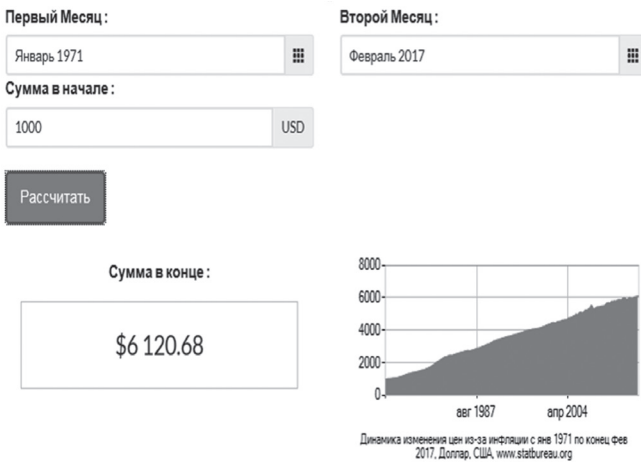 Первый Месяц :
Второй Месяц :
Январь 1971
Февраль 2017
Сумма в начале :
1000
USD
Рассчитать
Сумма в конце :
$6 120.68
8000
6000
4000
2000
0
авг 1987
апр 2004
Динамика изменения цен из-за инфляции с янв 1971 по конец фев
2017, Доллар, США, www.statbureau.org